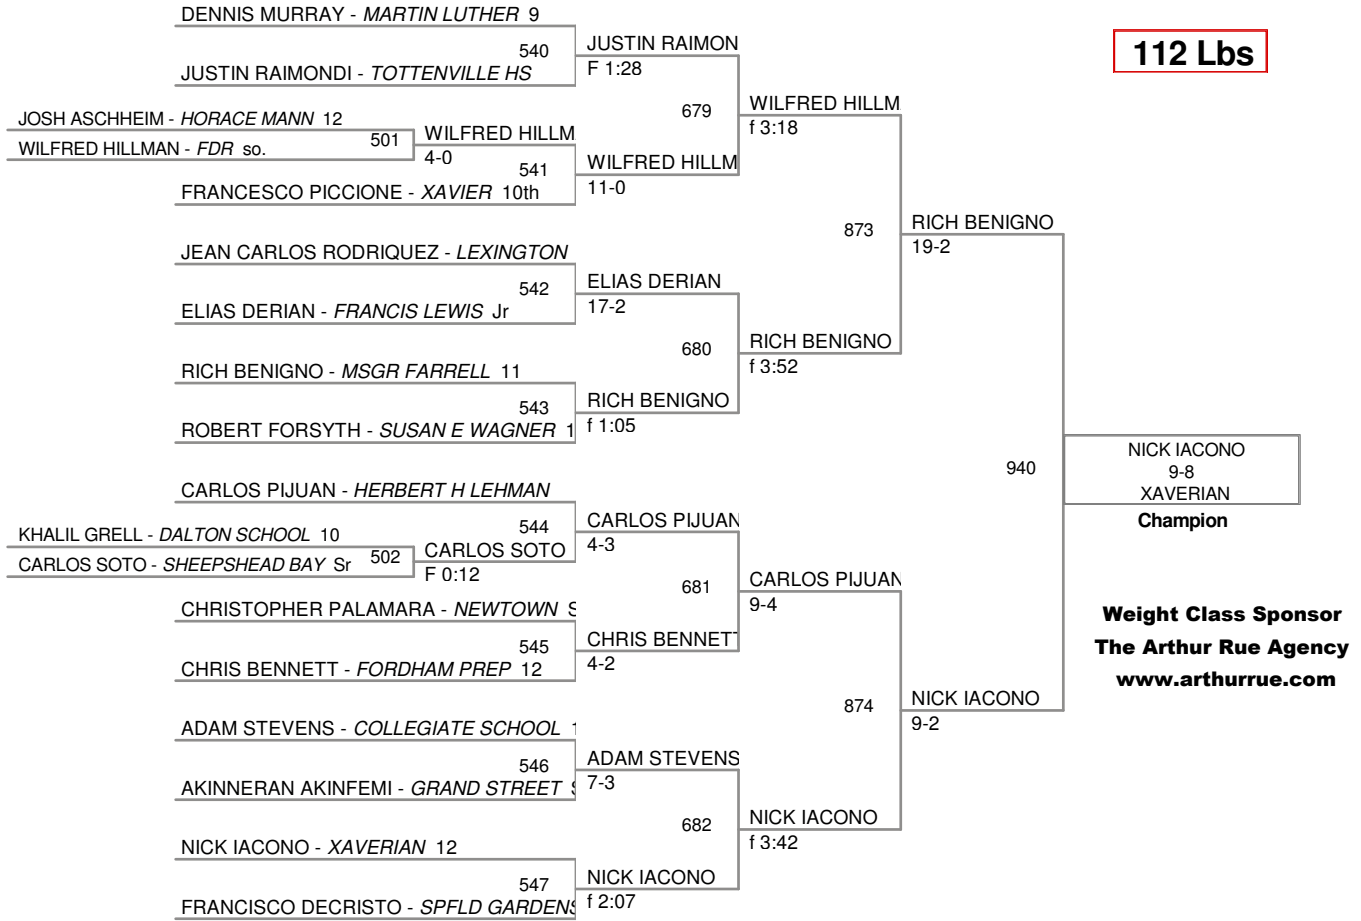 DENNIS MURRAY - MARTIN LUTHER 9
540
JUSTIN RAIMONDI - TOTTENVILLE HS
JUSTIN RAIMON
F 1:28
112 Lbs
JOSH ASCHHEIM - HORACE MANN 12
501
WILFRED HILLMAN - FDR so.
WILFRED HILLM
4-0
541
FRANCESCO PICCIONE - XAVIER 10th
WILFRED HILLM
11-0
679
WILFRED HILLM
f 3:18
JEAN CARLOS RODRIQUEZ - LEXINGTON
542
ELIAS DERIAN - FRANCIS LEWIS Jr
ELIAS DERIAN
17-2
680
RICH BENIGNO
f 3:52
RICH BENIGNO - MSGR FARRELL 11
543
ROBERT FORSYTH - SUSAN E WAGNER 1
RICH BENIGNO
f 1:05
873
RICH BENIGNO
19-2
CARLOS PIJUAN - HERBERT H LEHMAN
544
KHALIL GRELL - DALTON SCHOOL 10
502
CARLOS SOTO - SHEEPSHEAD BAY Sr
CARLOS SOTO
F 0:12
CARLOS PIJUAN
4-3
681
CARLOS PIJUAN
9-4
CHRISTOPHER PALAMARA - NEWTOWN S
545
CHRIS BENNETT - FORDHAM PREP 12
CHRIS BENNETT
4-2
874
NICK IACONO
9-2
ADAM STEVENS - COLLEGIATE SCHOOL 1
546
AKINNERAN AKINFEMI - GRAND STREET S
ADAM STEVENS
7-3
682
NICK IACONO
f 3:42
NICK IACONO - XAVERIAN 12
547
FRANCISCO DECRISTO - SPFLD GARDENS
NICK IACONO
f 2:07
940
NICK IACONO
9-8
XAVERIAN
Champion
Weight Class Sponsor
The Arthur Rue Agency
www.arthurrue.com